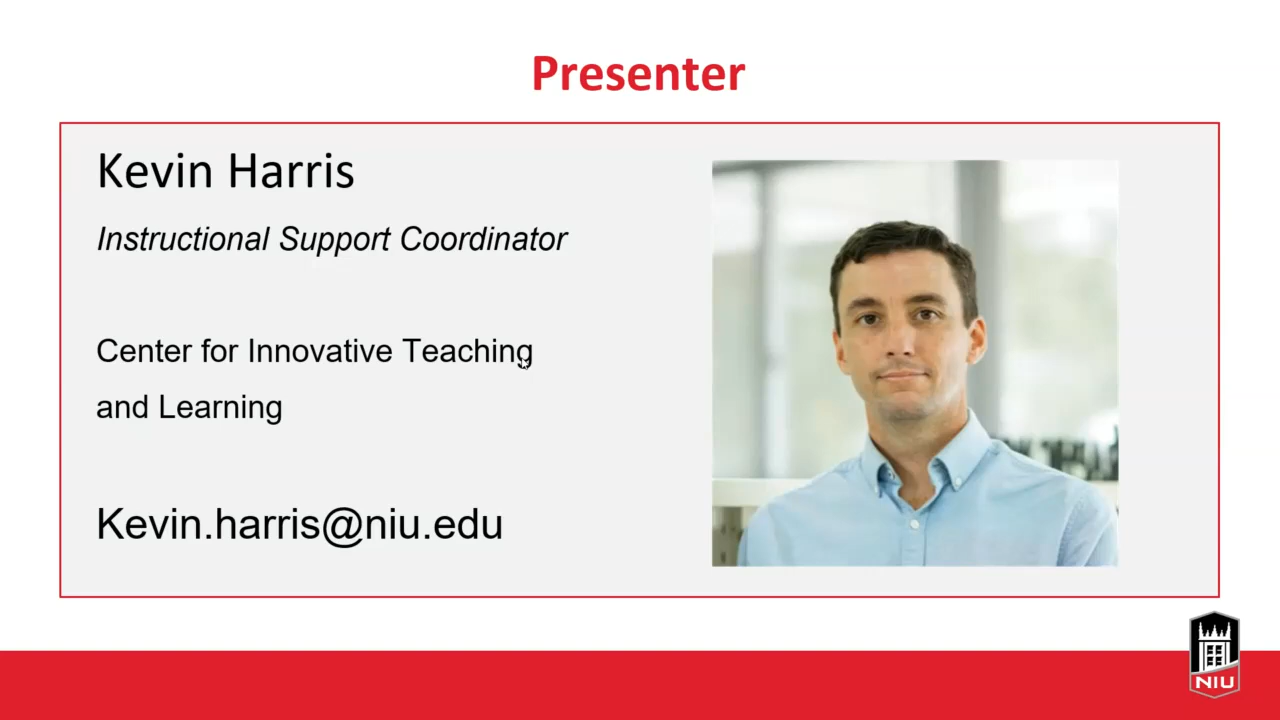 Presenter
Kevin Harris
Instructional Support Coordinator
Center for Innovative Teaching
and Learning
Kevin.harris@niu.edu
NIU